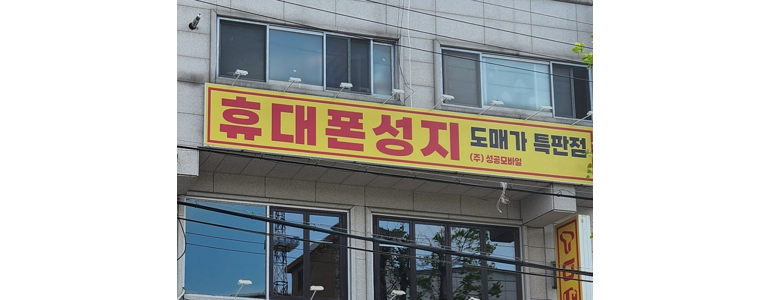 휴대폰성지 도매가 특판점
(주) 성공모바일